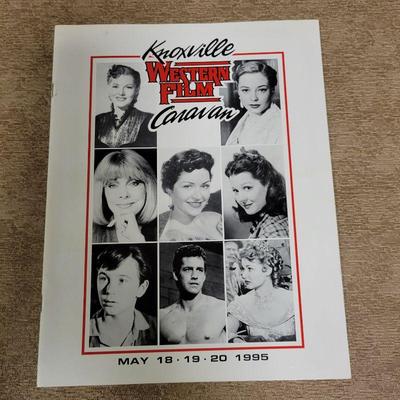 Knoxville
WESTERN
FILM
Caravan
MAY 18 · 19 · 20 1995